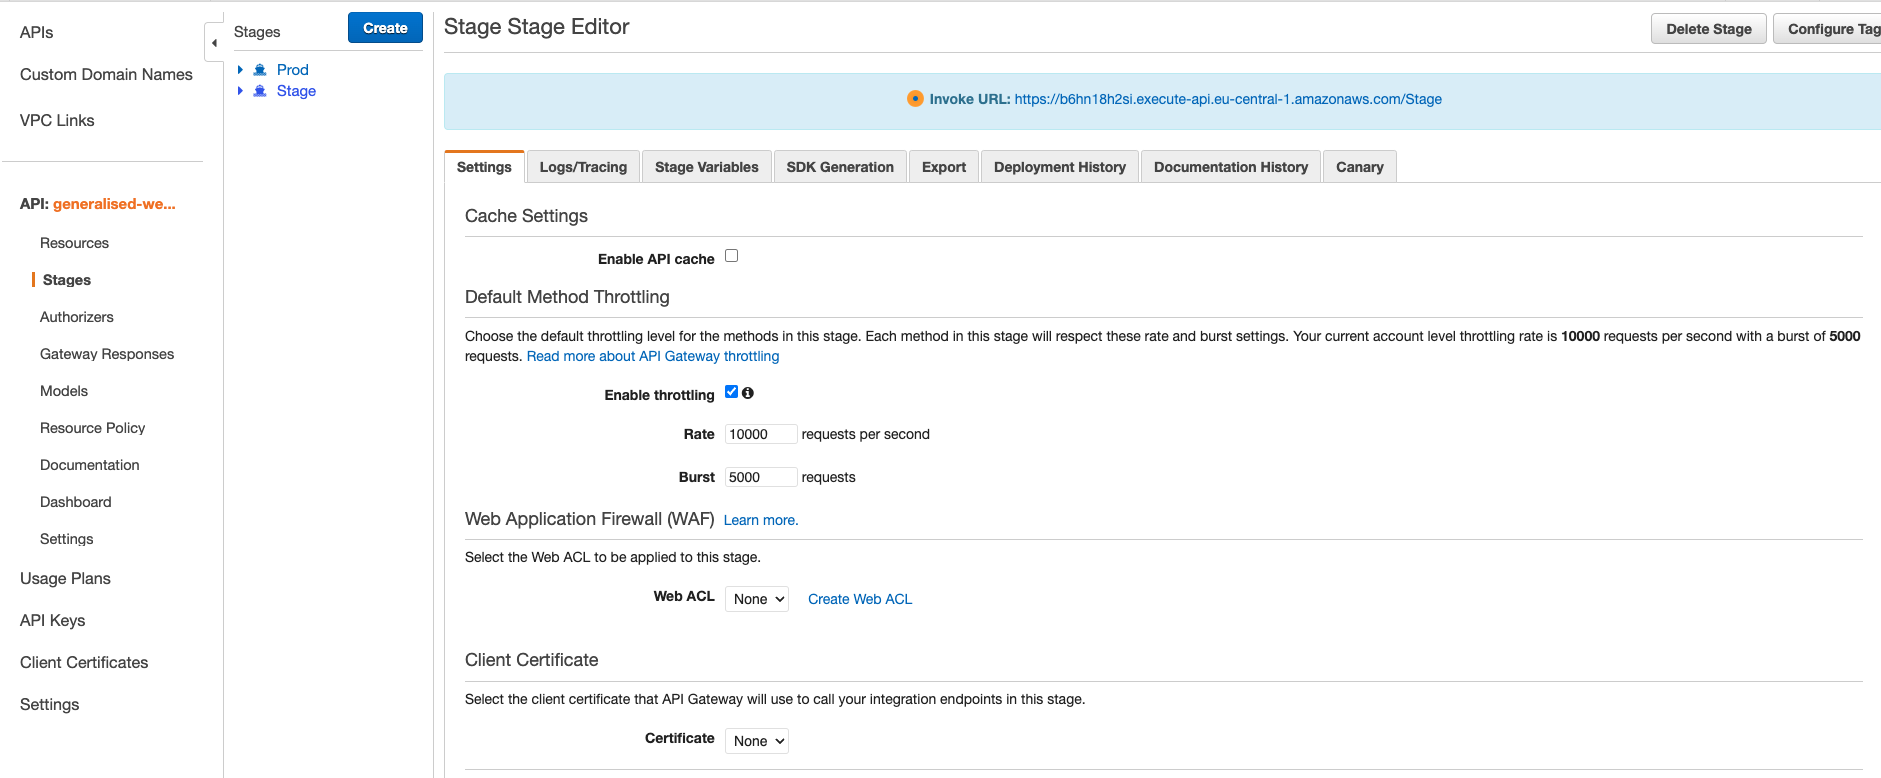 APIs
Custom Domain Names
VPC Links
API: generalised-we...
Resources
Stages
Authorizers
Gateway Responses
Models
Resource Policy
Documentation
Dashboard
Settings
Usage Plans
API Keys
Client Certificates
Settings
Stages
Create
Prod
Stage
Stage Stage Editor
Delete Stage
Configure Tag
Invoke URL: https://b6hn18h2si.execute-api.eu-central-1.amazonaws.com/Stage
Settings
Logs/Tracing
Stage Variables
SDK Generation
Export
Deployment History
Documentation History
Canary
Cache Settings
Enable API cache
Default Method Throttling
Choose the default throttling level for the methods in this stage. Each method in this stage will respect these rate and burst settings. Your current account level throttling rate is 10000 requests per second with a burst of 5000
requests. Read more about API Gateway throttling
Enable throttling
Rate 10000 requests per second
Burst 5000 requests
Web Application Firewall (WAF) Learn more.
Select the Web ACL to be applied to this stage.
Web ACL None Create Web ACL
Client Certificate
Select the client certificate that API Gateway will use to call your integration endpoints in this stage.
Certificate None